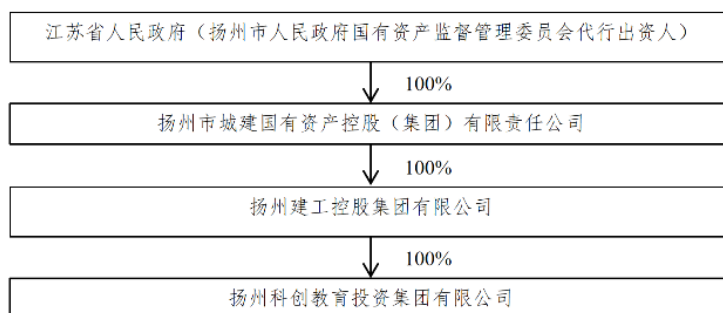 江苏省人民政府（扬州市人民政府国有资产监督管理委员会代行出资人）
100%
扬州市城建国有资产控股（集团）有限责任公司
100%
扬州建工控股集团有限公司
100%
扬州科创教育投资集团有限公司